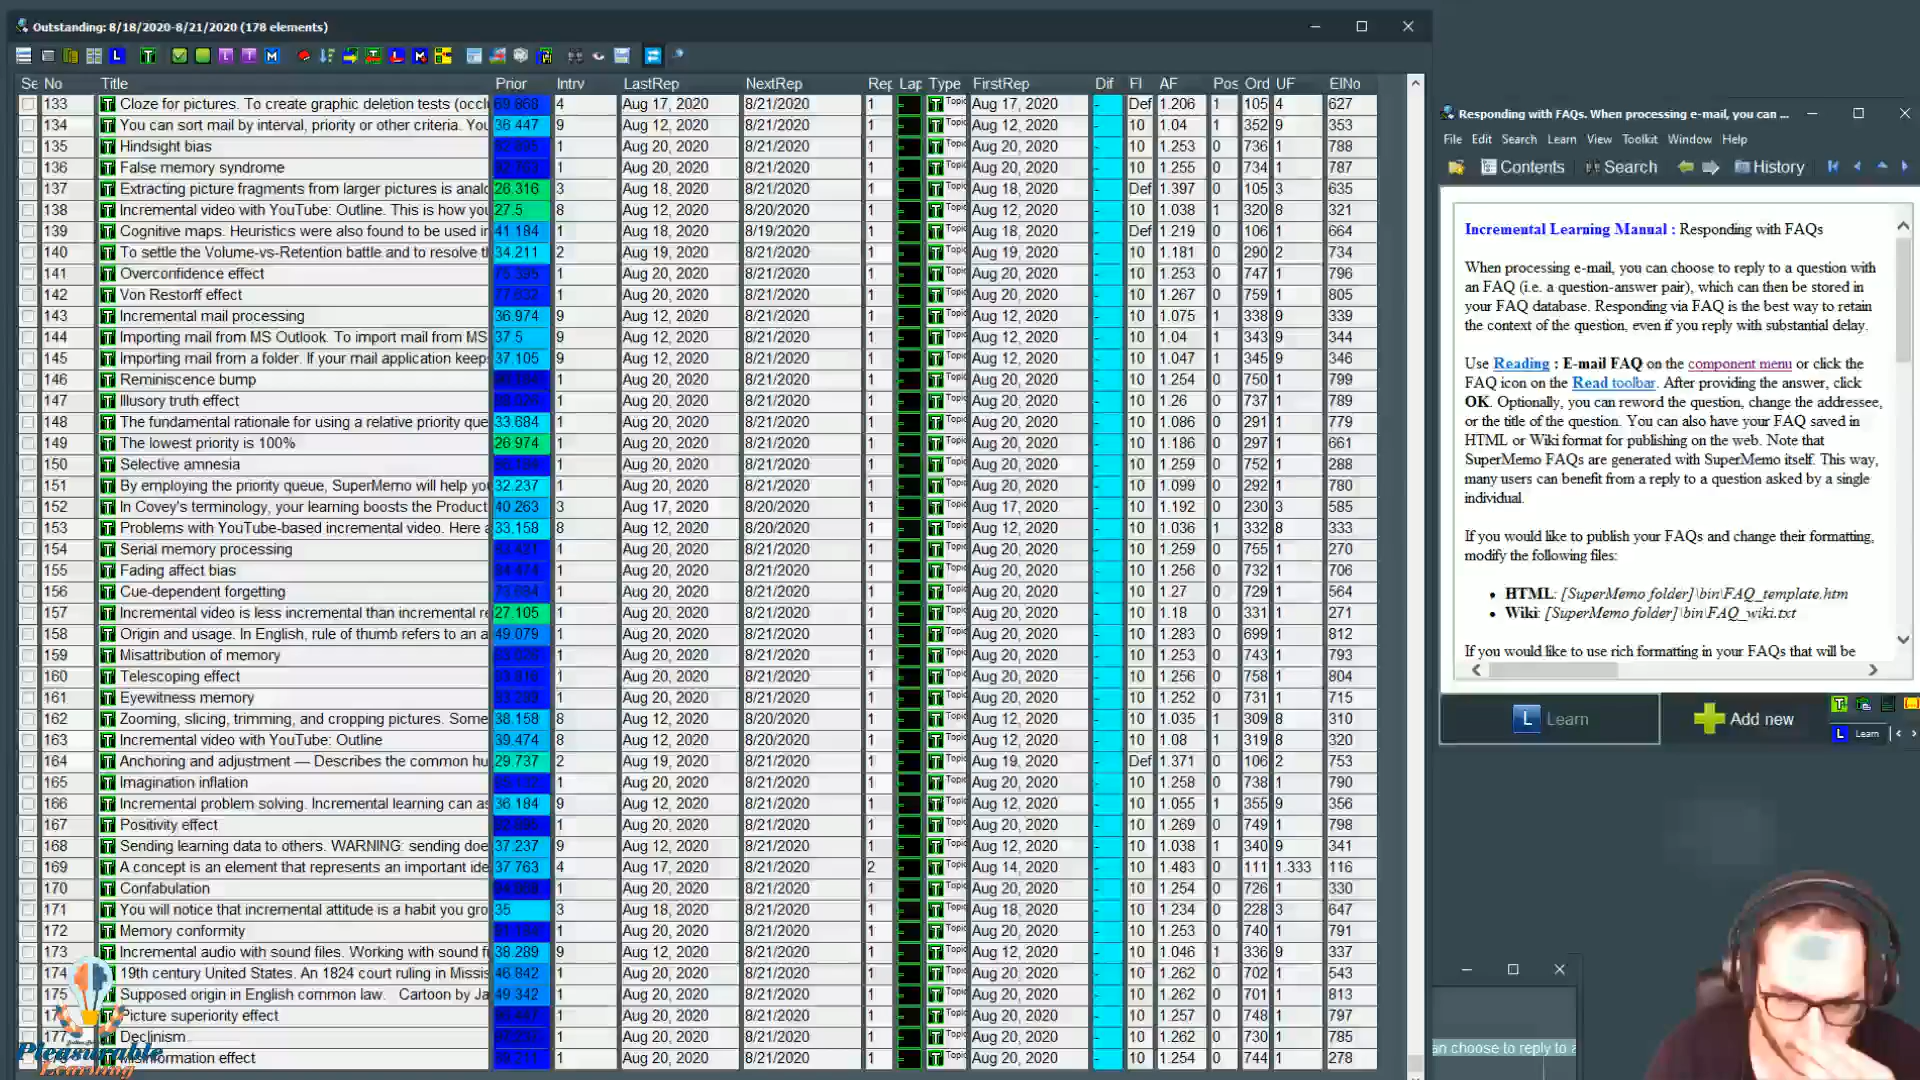 Outstanding: 8/18/2020-8/21/2020 (178 elements)
Se No Title Prior Intrv LastRep NextRep Rep Lap Type FirstRep Dif FI AF Pos Ord UF ElNo
133 Cloze for pictures. To create graphic deletion tests (occl 69.868 4 Aug 17, 2020 8/21/2020 1 Topic Aug 17, 2020 - Def 1.206 1 105 4 627
134 You can sort mail by interval, priority or other criteria. You 36.447 9 Aug 12, 2020 8/21/2020 1 Topic Aug 12, 2020 - 10 1.04 1 352 9 353
135 Hindsight bias 1 Aug 20, 2020 8/21/2020 1 Topic Aug 20, 2020 - 10 1.253 0 736 1 788
136 False memory syndrome 1 Aug 20, 2020 8/21/2020 1 Topic Aug 20, 2020 - 10 1.255 0 734 1 787
137 Extracting picture fragments from larger pictures is analo 26.316 3 Aug 18, 2020 8/21/2020 1 Topic Aug 18, 2020 - Def 1.397 0 105 3 635
138 Incremental video with YouTube: Outline. This is how you 27.5 8 Aug 12, 2020 8/20/2020 1 Topic Aug 12, 2020 - 10 1.038 1 320 8 321
139 Cognitive maps. Heuristics were also found to be used in 41.184 1 Aug 18, 2020 8/19/2020 1 Topic Aug 18, 2020 - Def 1.219 0 106 1 664
140 To settle the Volume-vs-Retention battle and to resolve th 34.211 2 Aug 19, 2020 8/21/2020 1 Topic Aug 19, 2020 - 10 1.181 0 290 2 734
141 Overconfidence effect 1 Aug 20, 2020 8/21/2020 1 Topic Aug 20, 2020 - 10 1.253 0 747 1 796
142 Von Restorff effect 77.632 1 Aug 20, 2020 8/21/2020 1 Topic Aug 20, 2020 - 10 1.267 0 759 1 805
143 Incremental mail processing 36.974 9 Aug 12, 2020 8/21/2020 1 Topic Aug 12, 2020 - 10 1.075 1 338 9 339
144 Importing mail from MS Outlook. To import mail from MS 37.5 9 Aug 12, 2020 8/21/2020 1 Topic Aug 12, 2020 - 10 1.04 1 343 9 344
145 Importing mail from a folder. If your mail application keep 37.105 9 Aug 12, 2020 8/21/2020 1 Topic Aug 12, 2020 - 10 1.047 1 345 9 346
146 Reminiscence bump 1 Aug 20, 2020 8/21/2020 1 Topic Aug 20, 2020 - 10 1.254 0 750 1 799
147 Illusory truth effect 1 Aug 20, 2020 8/21/2020 1 Topic Aug 20, 2020 - 10 1.26 0 737 1 789
148 The fundamental rationale for using a relative priority que 33.684 1 Aug 20, 2020 8/21/2020 1 Topic Aug 20, 2020 - 10 1.086 0 291 1 779
149 The lowest priority is 100% 26.974 1 Aug 20, 2020 8/21/2020 1 Topic Aug 20, 2020 - 10 1.186 0 297 1 661
150 Selective amnesia 1 Aug 20, 2020 8/21/2020 1 Topic Aug 20, 2020 - 10 1.259 0 752 1 288
151 By employing the priority queue, SuperMemo will help you 32.237 1 Aug 20, 2020 8/21/2020 1 Topic Aug 20, 2020 - 10 1.099 0 292 1 780
152 In Covey's terminology, your learning boosts the Product 40.263 3 Aug 17, 2020 8/20/2020 1 Topic Aug 17, 2020 - 10 1.192 0 230 3 585
153 Problems with YouTube-based incremental video. Here a 33.158 8 Aug 12, 2020 8/20/2020 1 Topic Aug 12, 2020 - 10 1.036 1 332 8 333
154 Serial memory processing 1 Aug 20, 2020 8/21/2020 1 Topic Aug 20, 2020 - 10 1.259 0 755 1 270
155 Fading affect bias 1 Aug 20, 2020 8/21/2020 1 Topic Aug 20, 2020 - 10 1.256 0 732 1 706
156 Cue-dependent forgetting 1 Aug 20, 2020 8/21/2020 1 Topic Aug 20, 2020 - 10 1.27 0 729 1 564
157 Incremental video is less incremental than incremental re 27.105 1 Aug 20, 2020 8/21/2020 1 Topic Aug 20, 2020 - 10 1.18 0 331 1 271
158 Origin and usage. In English, rule of thumb refers to an a 49.079 1 Aug 20, 2020 8/21/2020 1 Topic Aug 20, 2020 - 10 1.283 0 699 1 812
159 Misattribution of memory 1 Aug 20, 2020 8/21/2020 1 Topic Aug 20, 2020 - 10 1.253 0 743 1 793
160 Telescoping effect 1 Aug 20, 2020 8/21/2020 1 Topic Aug 20, 2020 - 10 1.256 0 758 1 804
161 Eyewitness memory 1 Aug 20, 2020 8/21/2020 1 Topic Aug 20, 2020 - 10 1.252 0 731 1 715
162 Zooming, slicing, trimming, and cropping pictures. Some 38.158 8 Aug 12, 2020 8/20/2020 1 Topic Aug 12, 2020 - 10 1.035 1 309 8 310
163 Incremental video with YouTube: Outline 39.474 8 Aug 12, 2020 8/20/2020 1 Topic Aug 12, 2020 - 10 1.08 1 319 8 320
164 Anchoring and adjustment — Describes the common hu 29.737 2 Aug 19, 2020 8/21/2020 1 Topic Aug 19, 2020 - Def 1.371 0 106 2 753
165 Imagination inflation 1 Aug 20, 2020 8/21/2020 1 Topic Aug 20, 2020 - 10 1.258 0 738 1 790
166 Incremental problem solving. Incremental learning can as 36.184 9 Aug 12, 2020 8/21/2020 1 Topic Aug 12, 2020 - 10 1.055 1 355 9 356
167 Positivity effect 1 Aug 20, 2020 8/21/2020 1 Topic Aug 20, 2020 - 10 1.269 0 749 1 798
168 Sending learning data to others. WARNING: sending doe 37.237 9 Aug 12, 2020 8/21/2020 1 Topic Aug 12, 2020 - 10 1.038 1 340 9 341
169 A concept is an element that represents an important ide 37.763 4 Aug 17, 2020 8/21/2020 2 Topic Aug 14, 2020 - 10 1.483 0 111 1.333 116
170 Confabulation 1 Aug 20, 2020 8/21/2020 1 Topic Aug 20, 2020 - 10 1.254 0 726 1 330
171 You will notice that incremental attitude is a habit you gro 35 3 Aug 18, 2020 8/21/2020 1 Topic Aug 18, 2020 - 10 1.234 0 228 3 647
172 Memory conformity 1 Aug 20, 2020 8/21/2020 1 Topic Aug 20, 2020 - 10 1.253 0 740 1 791
173 Incremental audio with sound files. Working with sound fi 38.289 9 Aug 12, 2020 8/21/2020 1 Topic Aug 12, 2020 - 10 1.046 1 336 9 337
174 19th century United States. An 1824 court ruling in Missis 46.842 1 Aug 20, 2020 8/21/2020 1 Topic Aug 20, 2020 - 10 1.262 0 702 1 543
175 Supposed origin in English common law. Cartoon by Ja 49.342 1 Aug 20, 2020 8/21/2020 1 Topic Aug 20, 2020 - 10 1.262 0 701 1 813
Picture superiority effect 1 Aug 20, 2020 8/21/2020 1 Topic Aug 20, 2020 - 10 1.257 0 748 1 797
177 Declinism 1 Aug 20, 2020 8/21/2020 1 Topic Aug 20, 2020 - 10 1.262 0 730 1 785
Misinformation effect 1 Aug 20, 2020 8/21/2020 1 Topic Aug 20, 2020 - 10 1.254 0 744 1 278
Pleasurable
Learning
Responding with FAQs. When processing e-mail, you can ...
File Edit Search Learn View Toolkit Window Help
Contents Search History
Incremental Learning Manual : Responding with FAQs
When processing e-mail, you can choose to reply to a question with
an FAQ (i.e. a question-answer pair), which can then be stored in
your FAQ database. Responding via FAQ is the best way to retain
the context of the question, even if you reply with substantial delay.
Use Reading : E-mail FAQ on the component menu or click the
FAQ icon on the Read toolbar. After providing the answer, click
OK. Optionally, you can reword the question, change the addressee,
or the title of the question. You can also have your FAQ saved in
HTML or Wiki format for publishing on the web. Note that
SuperMemo FAQs are generated with SuperMemo itself. This way,
many users can benefit from a reply to a question asked by a single
individual.
If you would like to publish your FAQs and change their formatting,
modify the following files:
• HTML: [SuperMemo folder]\bin\FAQ_template.htm
• Wiki: [SuperMemo folder]\bin\FAQ_wiki.txt
If you would like to use rich formatting in your FAQs that will be
L Learn Add new
L Learn
an choose to reply to a